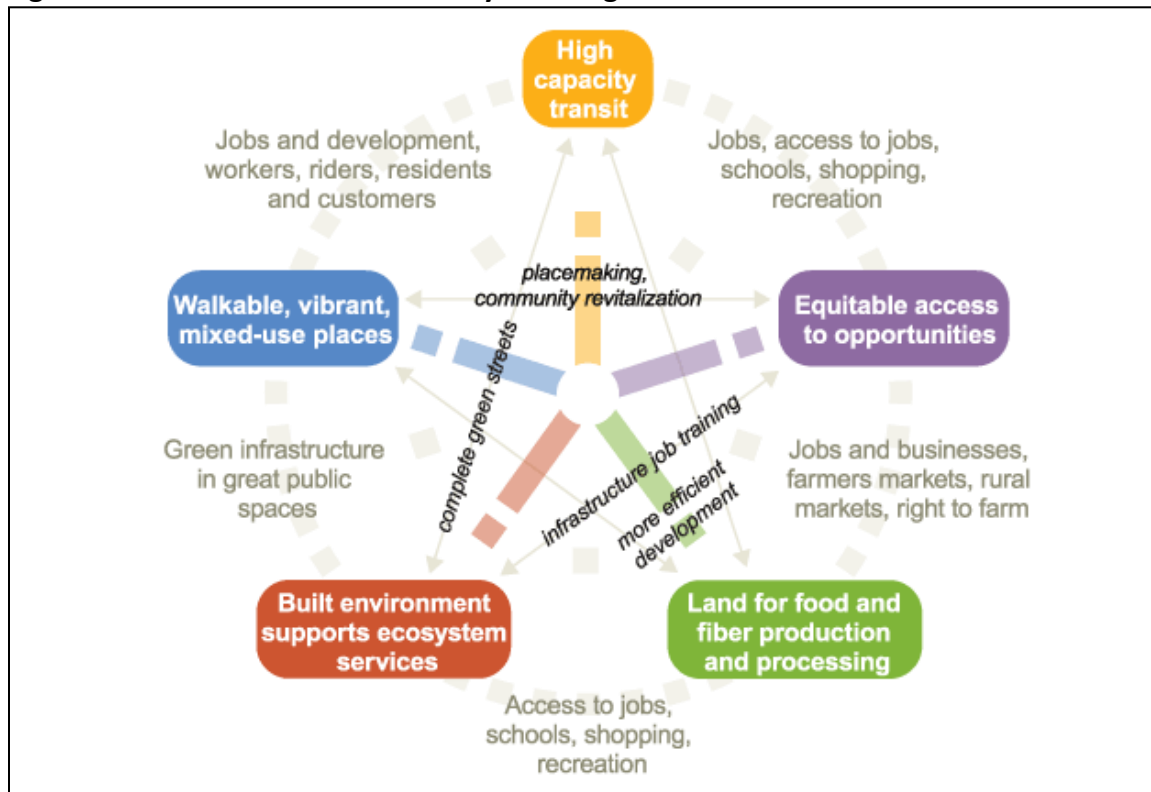 High
capacity
transit
Jobs and development,
workers, riders, residents
and customers
Jobs, access to jobs,
schools, shopping,
recreation
placemaking,
community revitalization
Walkable, vibrant,
mixed-use places
Equitable access
to opportunities
complete green streets
infrastructure job training
more efficient
development
Green infrastructure
in great public
spaces
Jobs and businesses,
farmers markets, rural
markets, right to farm
Built environment
supports ecosystem
services
Land for food and
fiber production
and processing
Access to jobs,
schools, shopping,
recreation